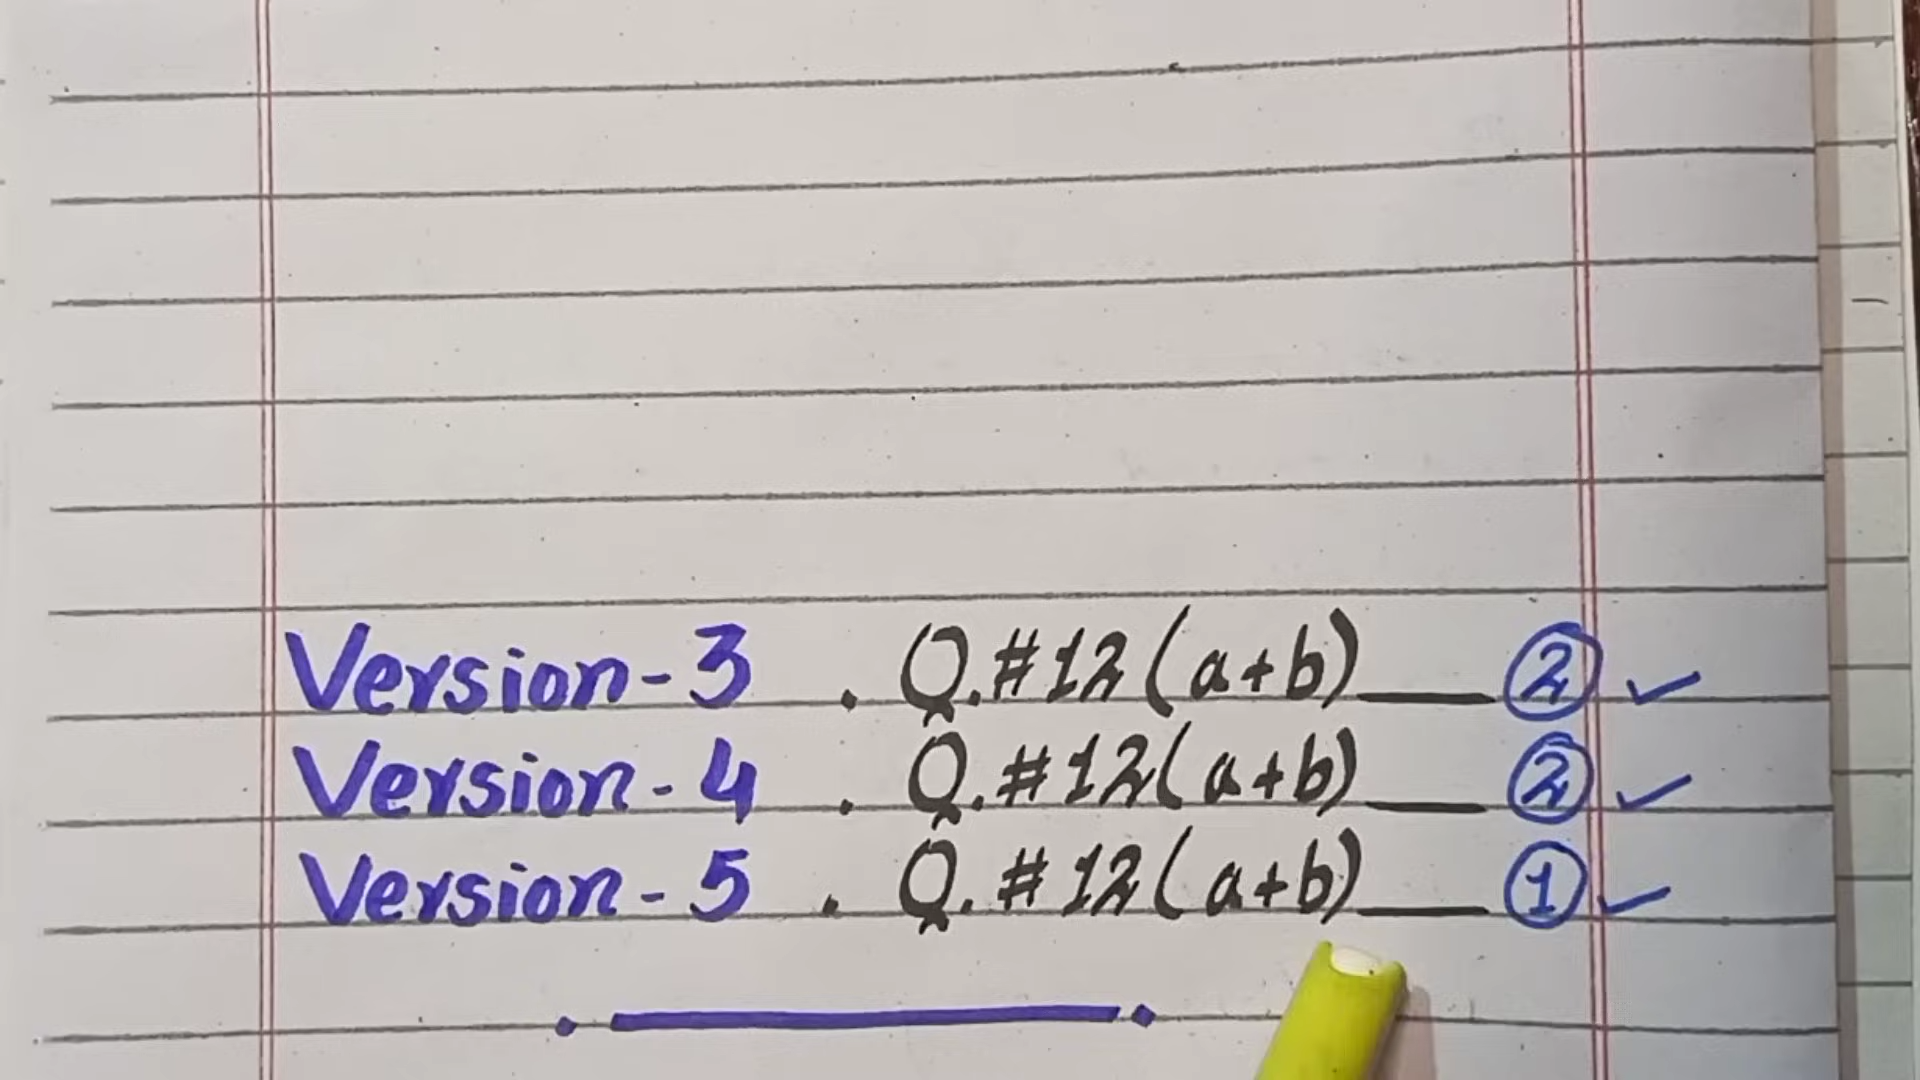 Version-3 . Q.#12(a+b)___ 2 ✓
Version-4 . Q.#12(a+b)___ 2 ✓
Version-5 . Q.#12(a+b)___ 1 ✓